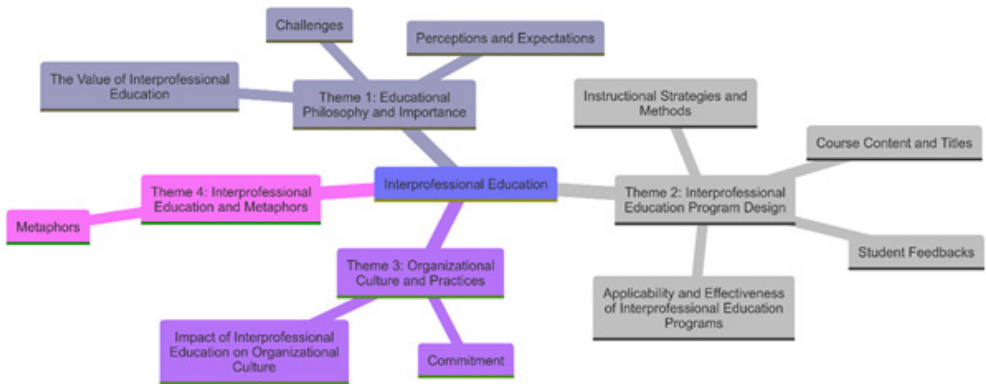 Challenges
Perceptions and Expectations
The Value of Interprofessional
Education
Theme 1: Educational
Philosophy and Importance
Instructional Strategies and
Methods
Course Content and Titles
Interprofessional Education
Theme 4: Interprofessional
Education and Metaphors
Theme 2: Interprofessional
Education Program Design
Metaphors
Student Feedbacks
Theme 3: Organizational
Culture and Practices
Applicability and Effectiveness
of Interprofessional Education
Programs
Impact of Interprofessional
Education on Organizational
Culture
Commitment